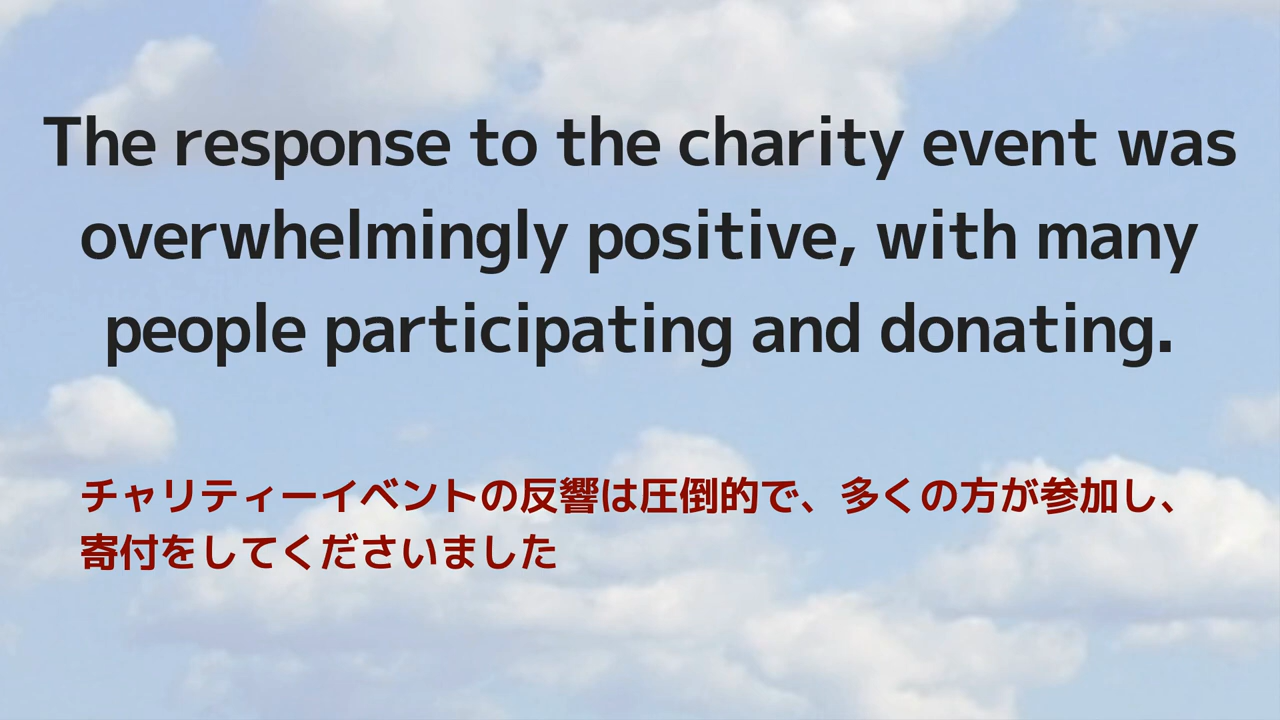 The response to the charity event was
overwhelmingly positive, with many
people participating and donating.
チャリティーイベントの反響は圧倒的で、多くの方が参加し、
寄付をしてくださいました